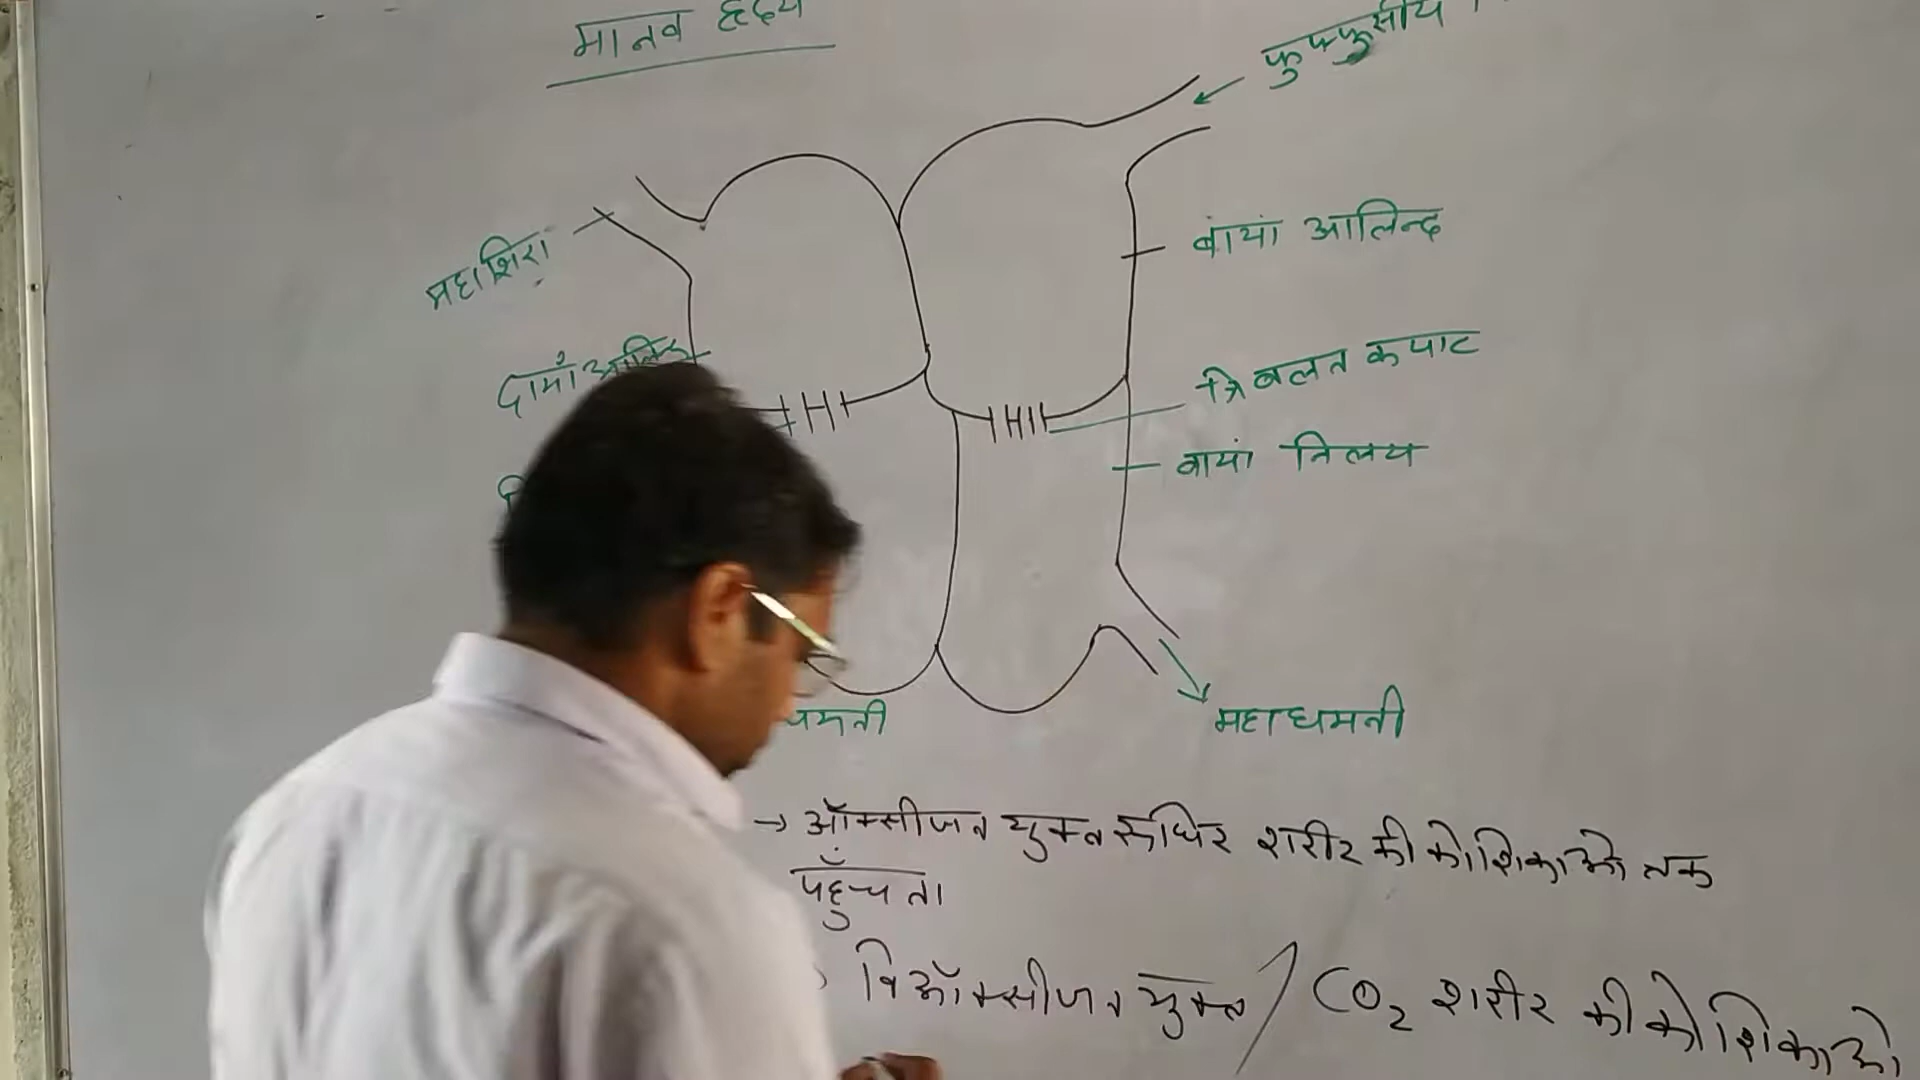 मानव हृदय
फुफ्फुसीय
महाशिरा
बायां आलिन्द
दायाँ आलिन्द
त्रिवलन कपाट
बायां निलय
धमनी
महाधमनी
→ ऑक्सीजन युक्त रूधिर शरीर की कोशिकाओ तक
पहुँचता
विऑक्सीजन युक्त / CO2 शरीर की कोशिकाओ